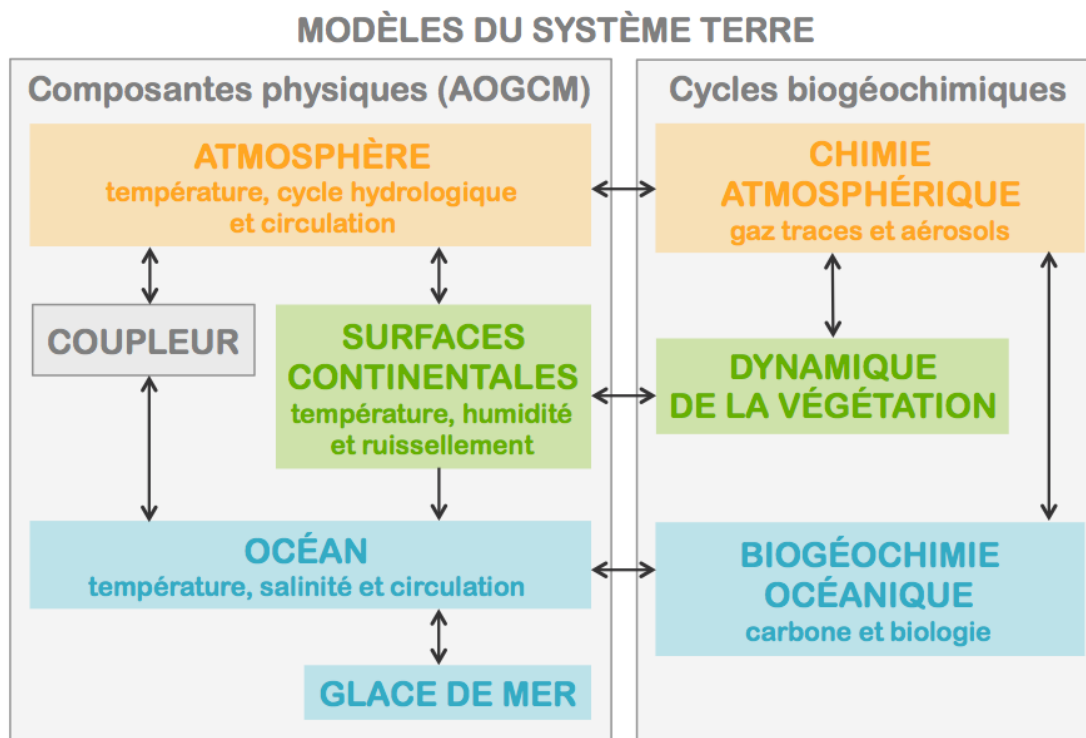 MODÈLES DU SYSTÈME TERRE
Composantes physiques (AOGCM)
ATMOSPHÈRE
température, cycle hydrologique
et circulation
COUPLEUR
SURFACES
CONTINENTALES
température, humidité
et ruissellement
OCÉAN
température, salinité et circulation
GLACE DE MER
Cycles biogéochimiques
CHIMIE
ATMOSPHÉRIQUE
gaz traces et aérosols
DYNAMIQUE
DE LA VÉGÉTATION
BIOGÉOCHIMIE
OCÉANIQUE
carbone et biologie